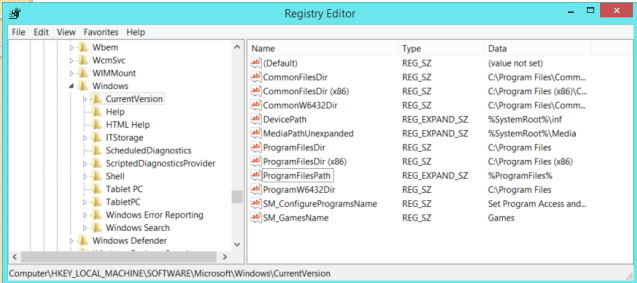 Registry Editor
File Edit View Favorites Help
Wbem
WcmSvc
WIMMount
Windows
CurrentVersion
Help
HTML Help
ITStorage
ScheduledDiagnostics
ScriptedDiagnosticsProvider
Shell
Tablet PC
TabletPC
Windows Error Reporting
Windows Search
Windows Defender
Name Type Data
(Default) REG_SZ (value not set)
CommonFilesDir REG_SZ C:\Program Files\Comm...
CommonFilesDir (x86) REG_SZ C:\Program Files (x86)\C...
CommonW6432Dir REG_SZ C:\Program Files\Comm...
DevicePath REG_EXPAND_SZ %SystemRoot%\inf
MediaPathUnexpanded REG_EXPAND_SZ %SystemRoot%\Media
ProgramFilesDir REG_SZ C:\Program Files
ProgramFilesDir (x86) REG_SZ C:\Program Files (x86)
ProgramFilesPath REG_EXPAND_SZ %ProgramFiles%
ProgramW6432Dir REG_SZ C:\Program Files
SM_ConfigureProgramsName REG_SZ Set Program Access and...
SM_GamesName REG_SZ Games
Computer\HKEY_LOCAL_MACHINE\SOFTWARE\Microsoft\Windows\CurrentVersion